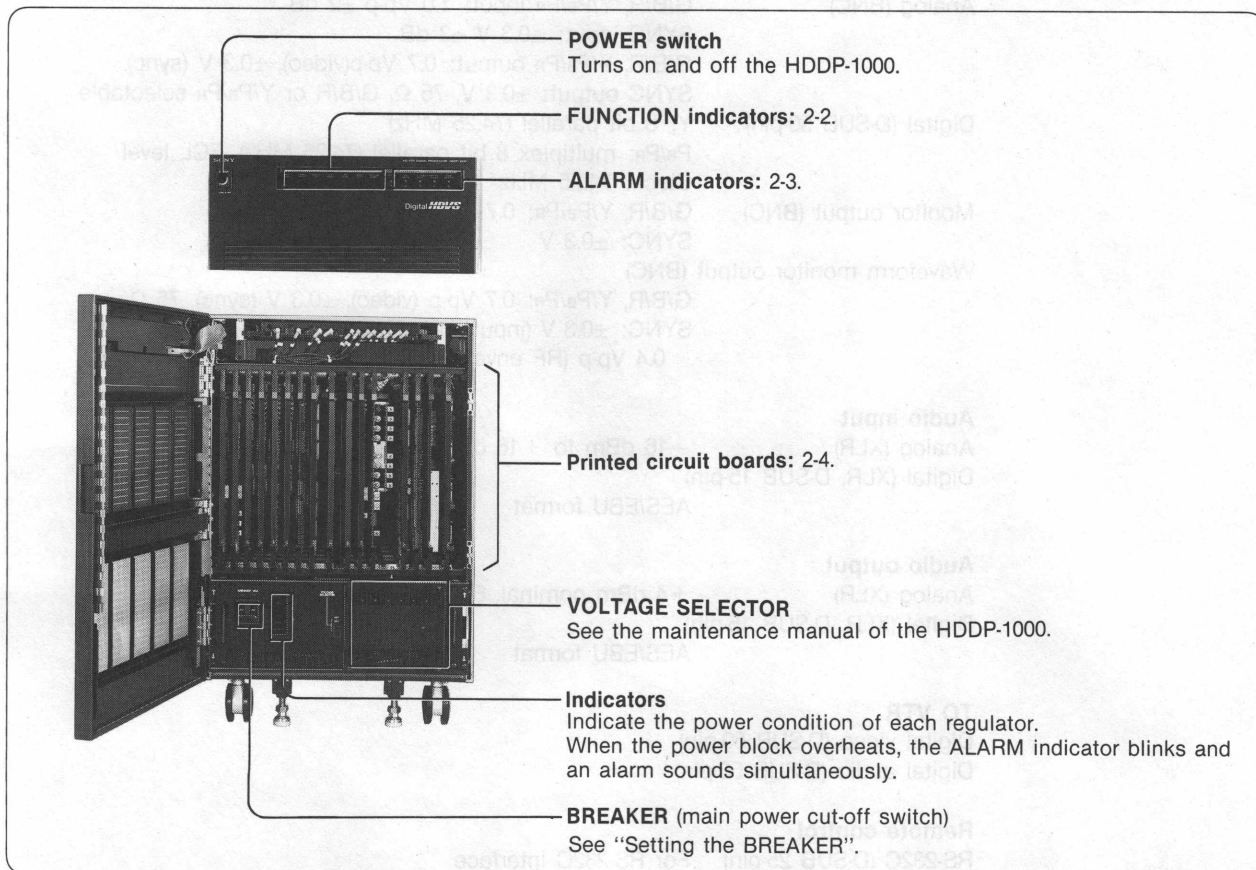 POWER switch
Turns on and off the HDDP-1000.
FUNCTION indicators: 2-2.
ALARM indicators: 2-3.
SONY
Digital HDVS
Printed circuit boards: 2-4.
VOLTAGE SELECTOR
See the maintenance manual of the HDDP-1000.
Indicators
Indicate the power condition of each regulator.
When the power block overheats, the ALARM indicator blinks and
an alarm sounds simultaneously.
BREAKER (main power cut-off switch)
See "Setting the BREAKER".